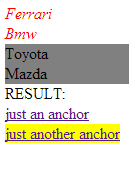 Ferrari
Bmw
Toyota
Mazda
RESULT:
just an anchor
just another anchor